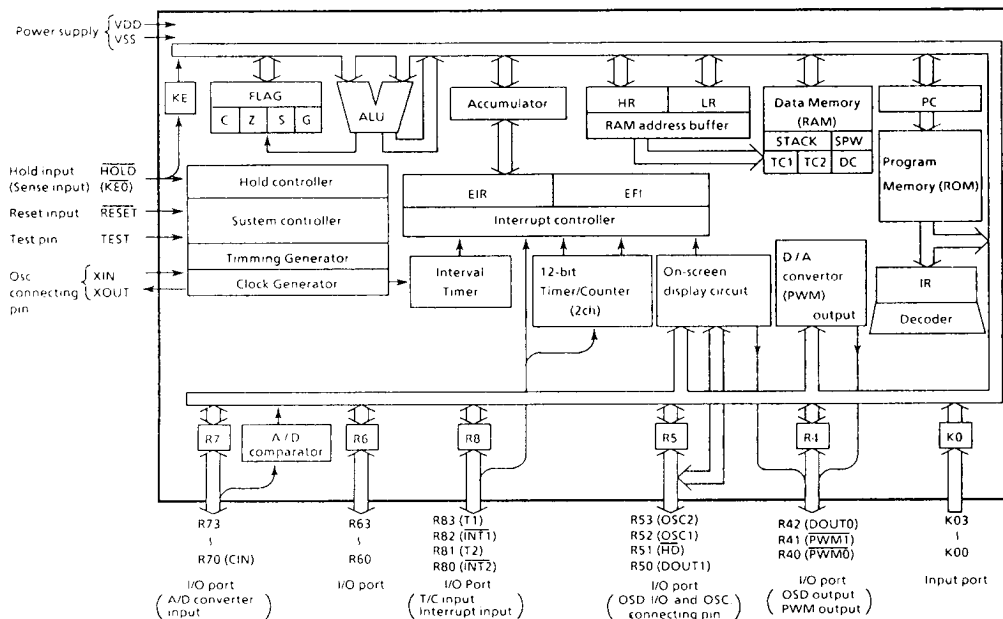 Power supply
VDD
VSS
KE
FLAG
C Z S G
ALU
Accumulator
HR LR
RAM address buffer
Data Memory
(RAM)
STACK SPW
TC1 TC2 DC
PC
Program
Memory (ROM)
Hold input
(Sense input)
HOLD
(KE0)
Reset input RESET
Test pin TEST
Osc
connecting
pin
XIN
XOUT
Hold controller
System controller
Timming Generator
Clock Generator
EIR EFI
Interrupt controller
Interval
Timer
12-bit
Timer/Counter
(2ch)
On-screen
display circuit
D/A
convertor
(PWM)
output
IR
Decoder
R7
A/D
comparator
R6
R8
R5
R4
K0
R73
~
R70 (CIN)
I/O port
(A/D converter
input)
R63
~
R60
I/O port
R83 (T1)
R82 (INT1)
R81 (T2)
R80 (INT2)
I/O Port
(T/C input
Interrupt input)
R53 (OSC2)
R52 (OSC1)
R51 (HD)
R50 (DOUT1)
I/O port
(OSD I/O and OSC
connecting pin)
R42 (DOUT0)
R41 (PWM1)
R40 (PWM0)
I/O port
(OSD output
PWM output)
K03
~
K00
Input port